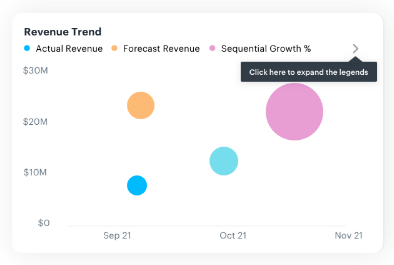 Revenue Trend
Actual Revenue Forecast Revenue Sequential Growth %
Click here to expand the legends
$30M
$20M
$10M
$0
Sep 21 Oct 21 Nov 21